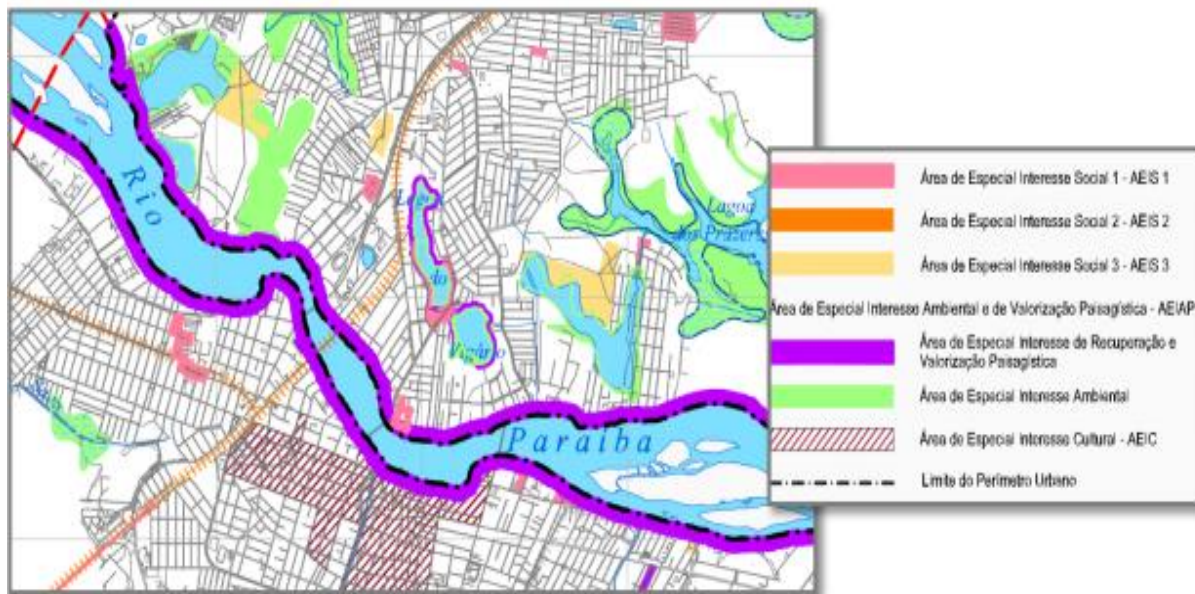 Rio
Lagoa
do
Vigário
Lagoa
dos Prazeres
Paraíba
Área de Especial Interesse Social 1 - AEIS 1
Área de Especial Interesse Social 2 - AEIS 2
Área de Especial Interesse Social 3 - AEIS 3
Área de Especial Interesse Ambiental e de Valorização Paisagística - AEIAP
Área de Especial Interesse de Recuperação e
Valorização Paisagística
Área de Especial Interesse Ambiental
Área de Especial Interesse Cultural - AEIC
Limite do Perímetro Urbano